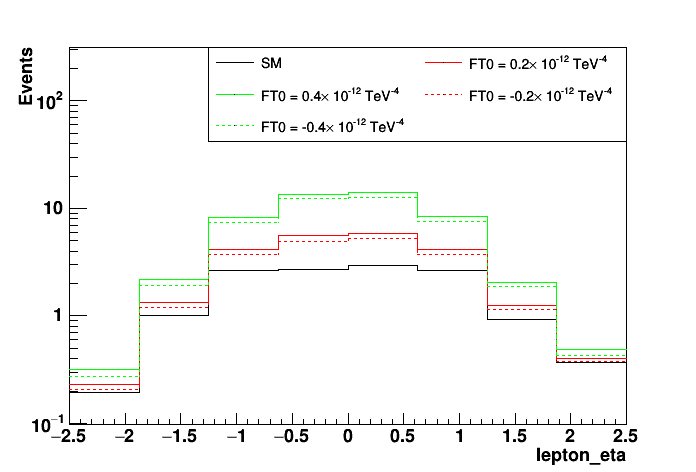 Events
10²
10
1
10⁻¹
SM
FT0 = 0.2× 10⁻¹² TeV⁻⁴
FT0 = 0.4× 10⁻¹² TeV⁻⁴
FT0 = -0.2× 10⁻¹² TeV⁻⁴
FT0 = -0.4× 10⁻¹² TeV⁻⁴
−2.5 −2 −1.5 −1 −0.5 0 0.5 1 1.5 2 2.5
lepton_eta